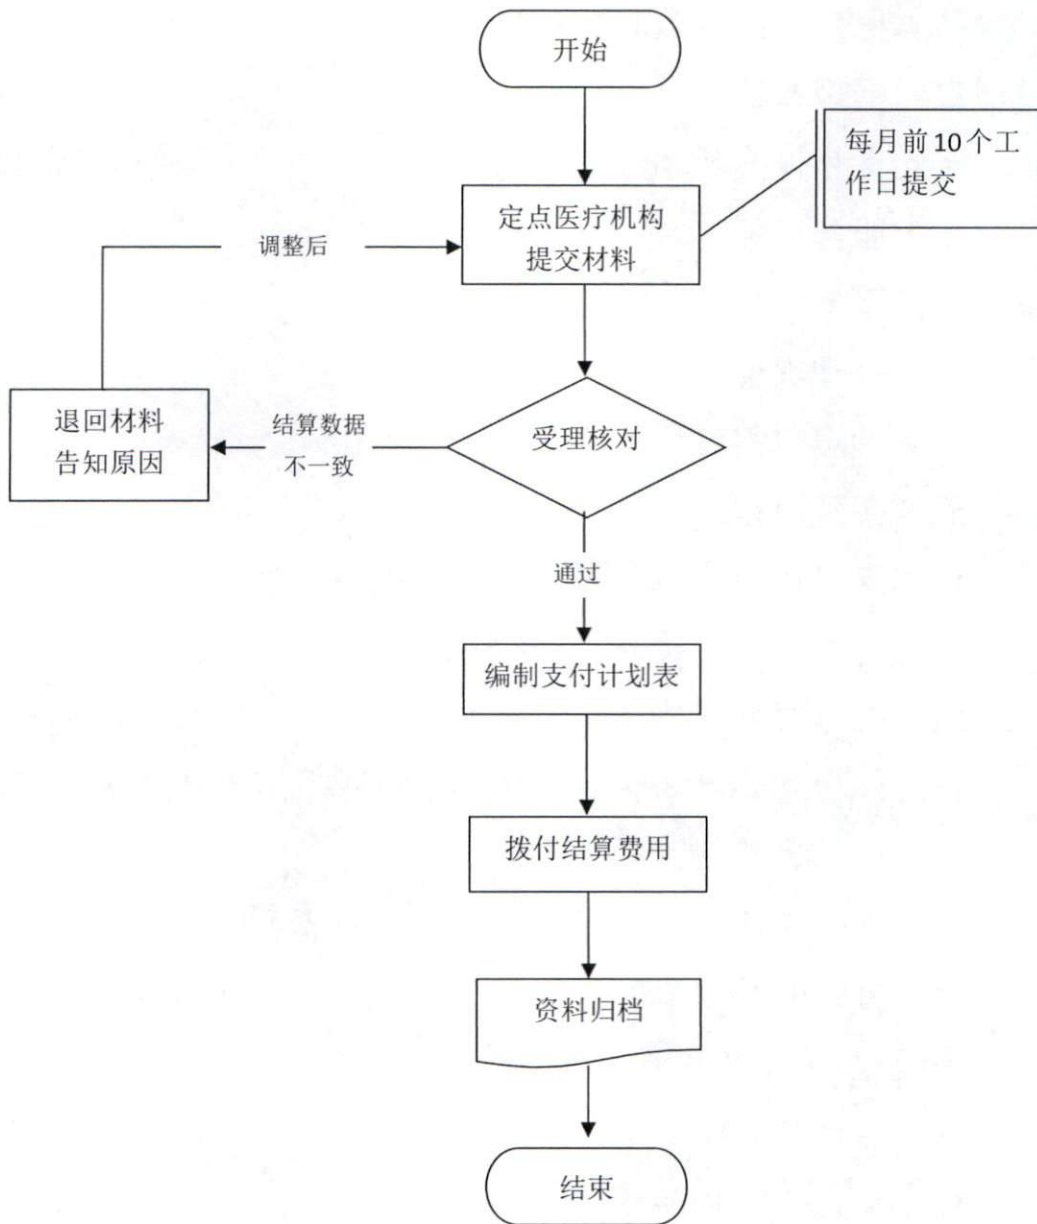 开始
每月前10个工
作日提交
定点医疗机构
提交材料
调整后
退回材料
告知原因
结算数据
不一致
受理核对
通过
编制支付计划表
拨付结算费用
资料归档
结束